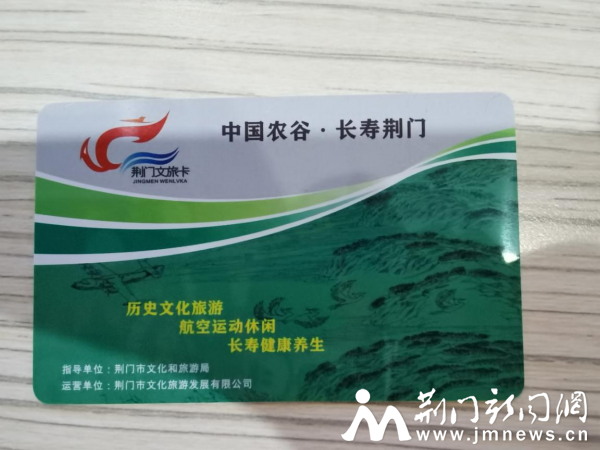 中国农谷·长寿荆门
荆门文旅卡
JINGMEN WENLVKA
历史文化旅游
航空运动休闲
长寿健康养生
指导单位：荆门市文化和旅游局
运营单位：荆门市文化旅游发展有限公司
荆门新闻網
www.jmnews.cn